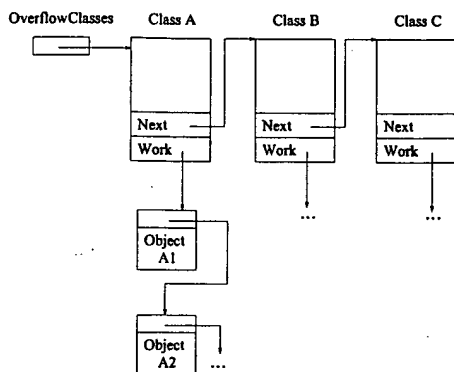 OverflowClasses
Class A
Class B
Class C
Next
Next
Next
Work
Work
Work
...
...
Object
A1
Object
A2
...